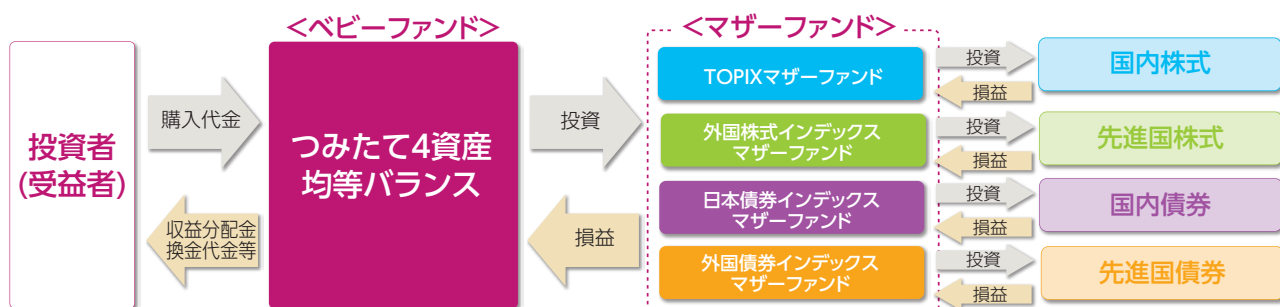 <ベビーファンド>
<マザーファンド>
投資者
(受益者)
購入代金
収益分配金
換金代金等
つみたて4資産
均等バランス
投資
損益
TOPIXマザーファンド
投資
損益
国内株式
外国株式インデックス
マザーファンド
投資
損益
先進国株式
日本債券インデックス
マザーファンド
投資
損益
国内債券
外国債券インデックス
マザーファンド
投資
損益
先進国債券